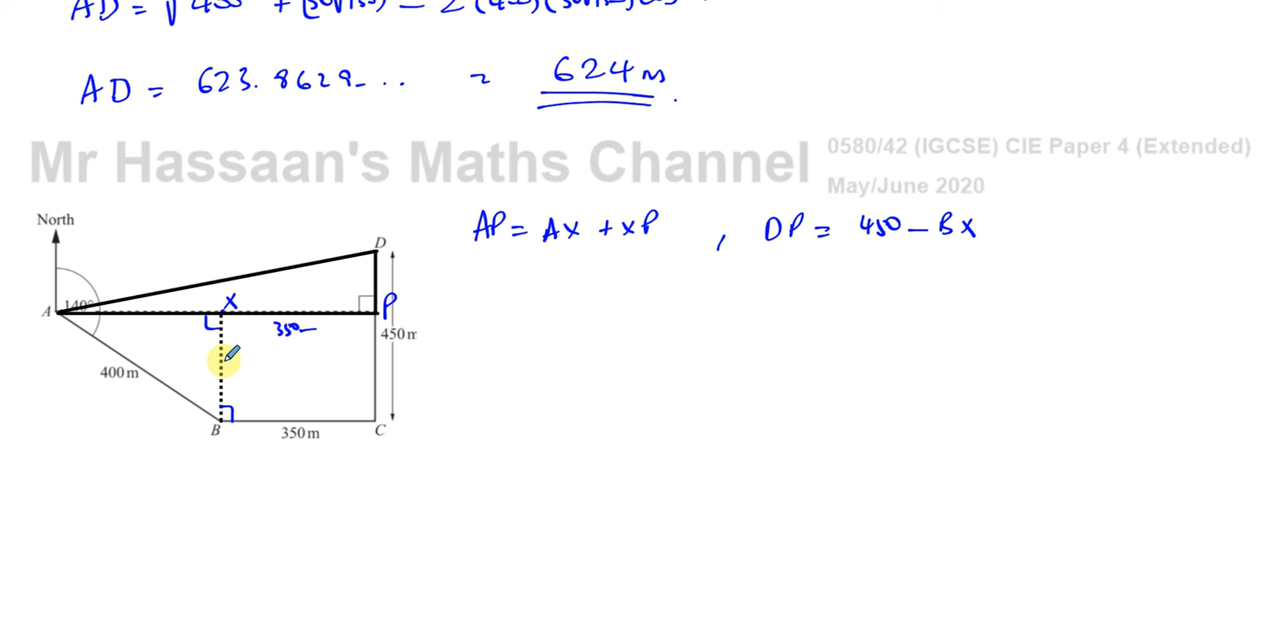 AD = 623.8629... = 624 m.
Mr Hassaan's Maths Channel
0580/42 (IGCSE) CIE Paper 4 (Extended)
May/June 2020
AP = AX + XP , DP = 450 - BX
North
D
X
P
A
140°
350
450 m
400 m
B
350 m
C